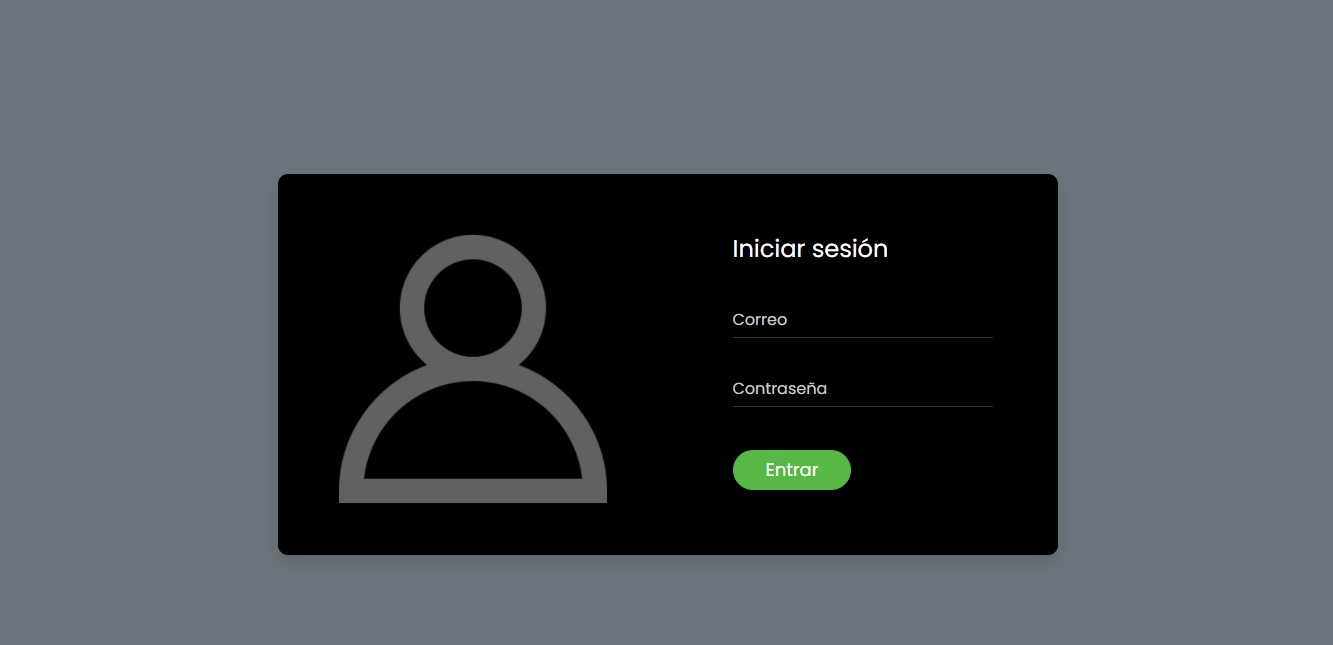 Iniciar sesión
Correo
Contraseña
Entrar